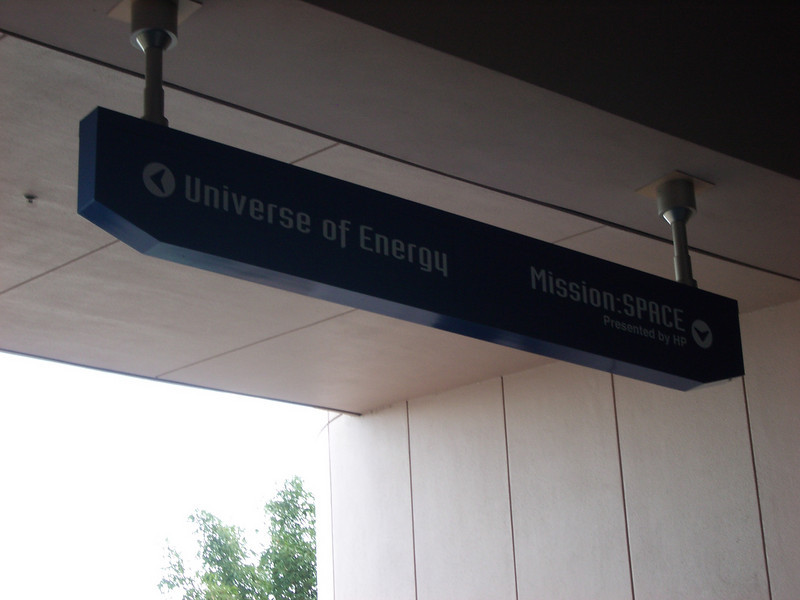 Universe of Energy
Mission:SPACE
Presented by HP